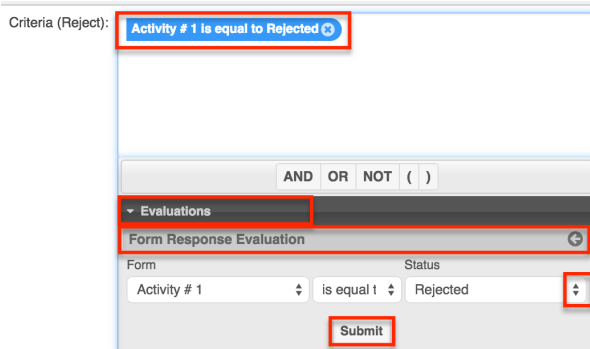 Criteria (Reject):
Activity # 1 is equal to Rejected
AND OR NOT ( )
Evaluations
Form Response Evaluation
Form Status
Activity # 1 is equal t Rejected
Submit